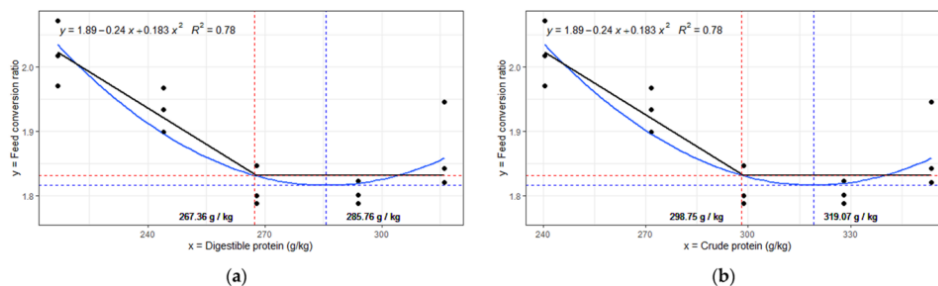 y = 1.89 − 0.24 x + 0.183 x² R² = 0.78
y = Feed conversion ratio
2.0
1.9
1.8
267.36 g / kg
285.76 g / kg
240
270
300
x = Digestible protein (g/kg)
(a)
y = 1.89 − 0.24 x + 0.183 x² R² = 0.78
y = Feed conversion ratio
2.0
1.9
1.8
298.75 g / kg
319.07 g / kg
240
270
300
330
x = Crude protein (g/kg)
(b)